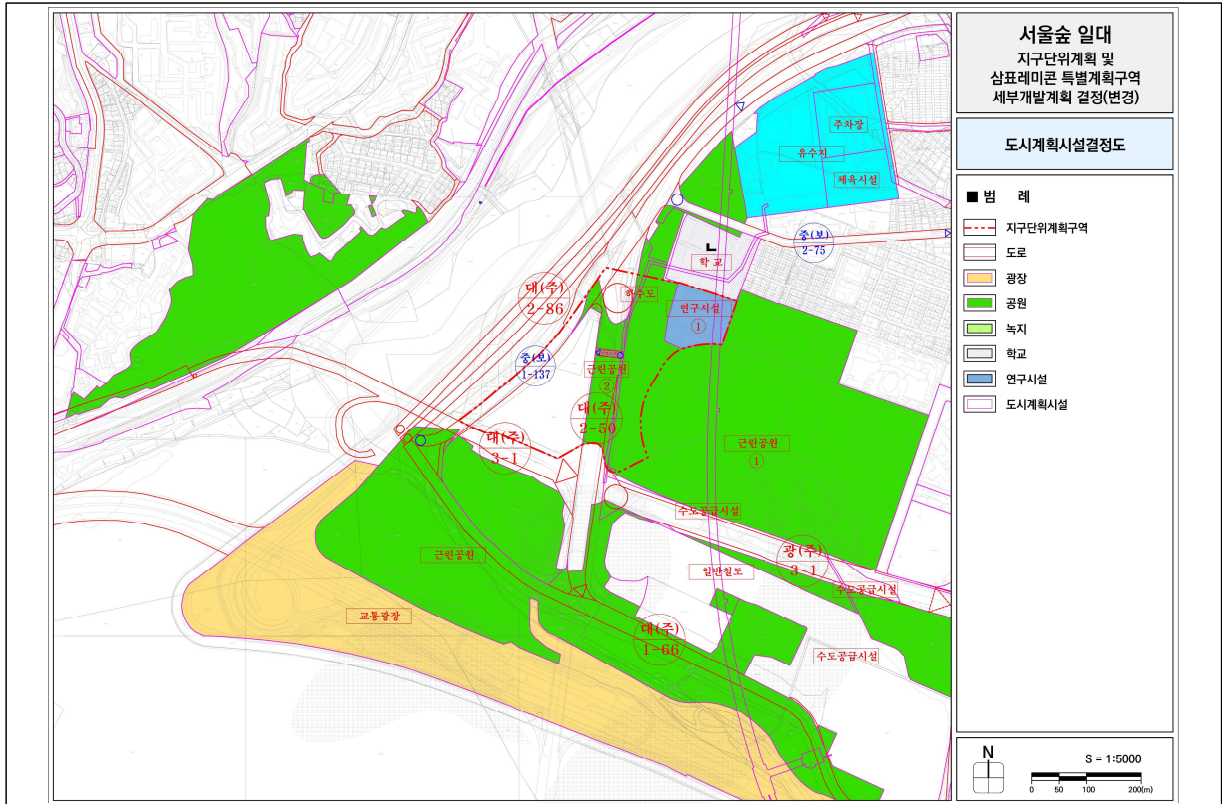 서울숲 일대
지구단위계획 및
삼표레미콘 특별계획구역
세부개발계획 결정(변경)
도시계획시설결정도
■ 범 례
지구단위계획구역
도로
광장
공원
녹지
학교
연구시설
도시계획시설
N
S = 1:5000
0 50 100 200(m)
주차장
유수지
체육시설
중(보)
2-75
학 교
대(주)
2-86
하수도
연구시설
①
중(보)
1-137
근린공원
②
대(주)
2-50
대(주)
3-1
근린공원
①
수도공급시설
근린공원
광(주)
3-1
일반철도
수도공급시설
교통광장
대(주)
1-66
수도공급시설